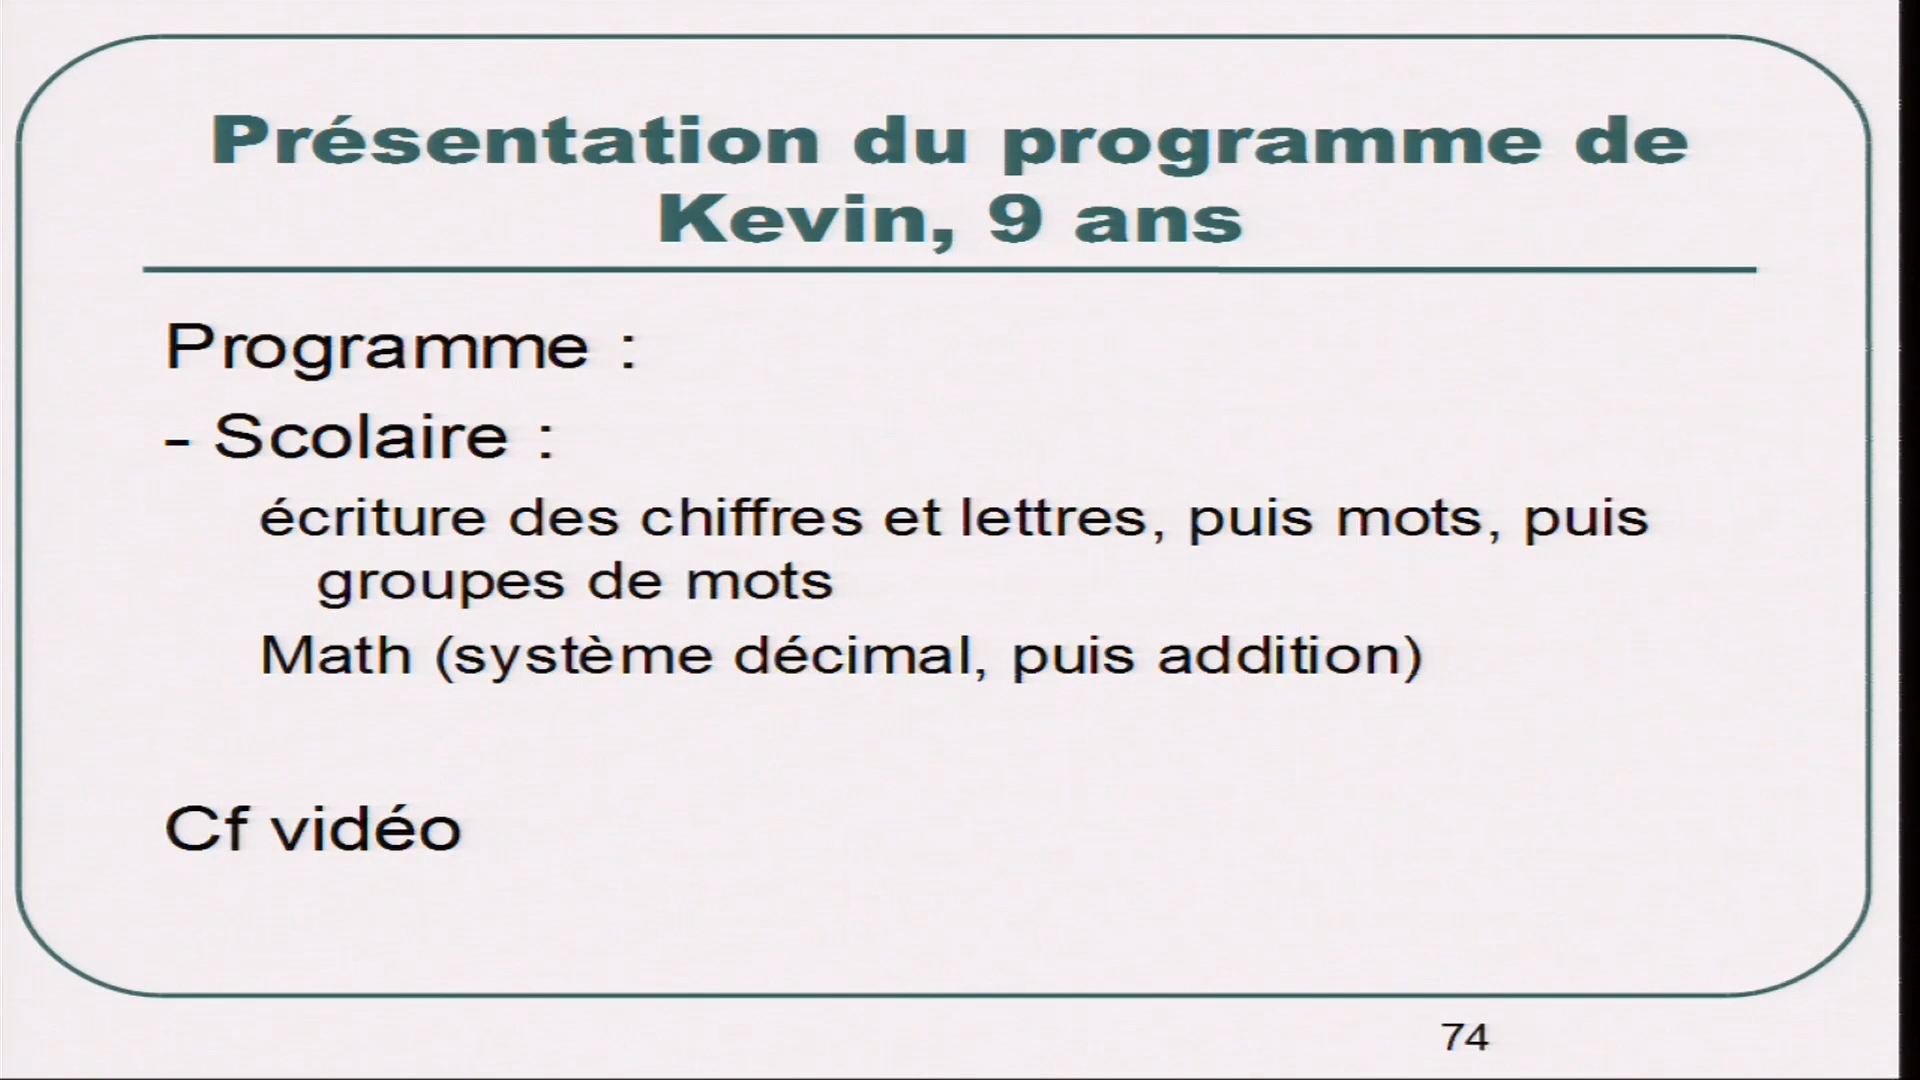 Présentation du programme de
Kevin, 9 ans
Programme :
- Scolaire :
écriture des chiffres et lettres, puis mots, puis
groupes de mots
Math (système décimal, puis addition)
Cf vidéo
74